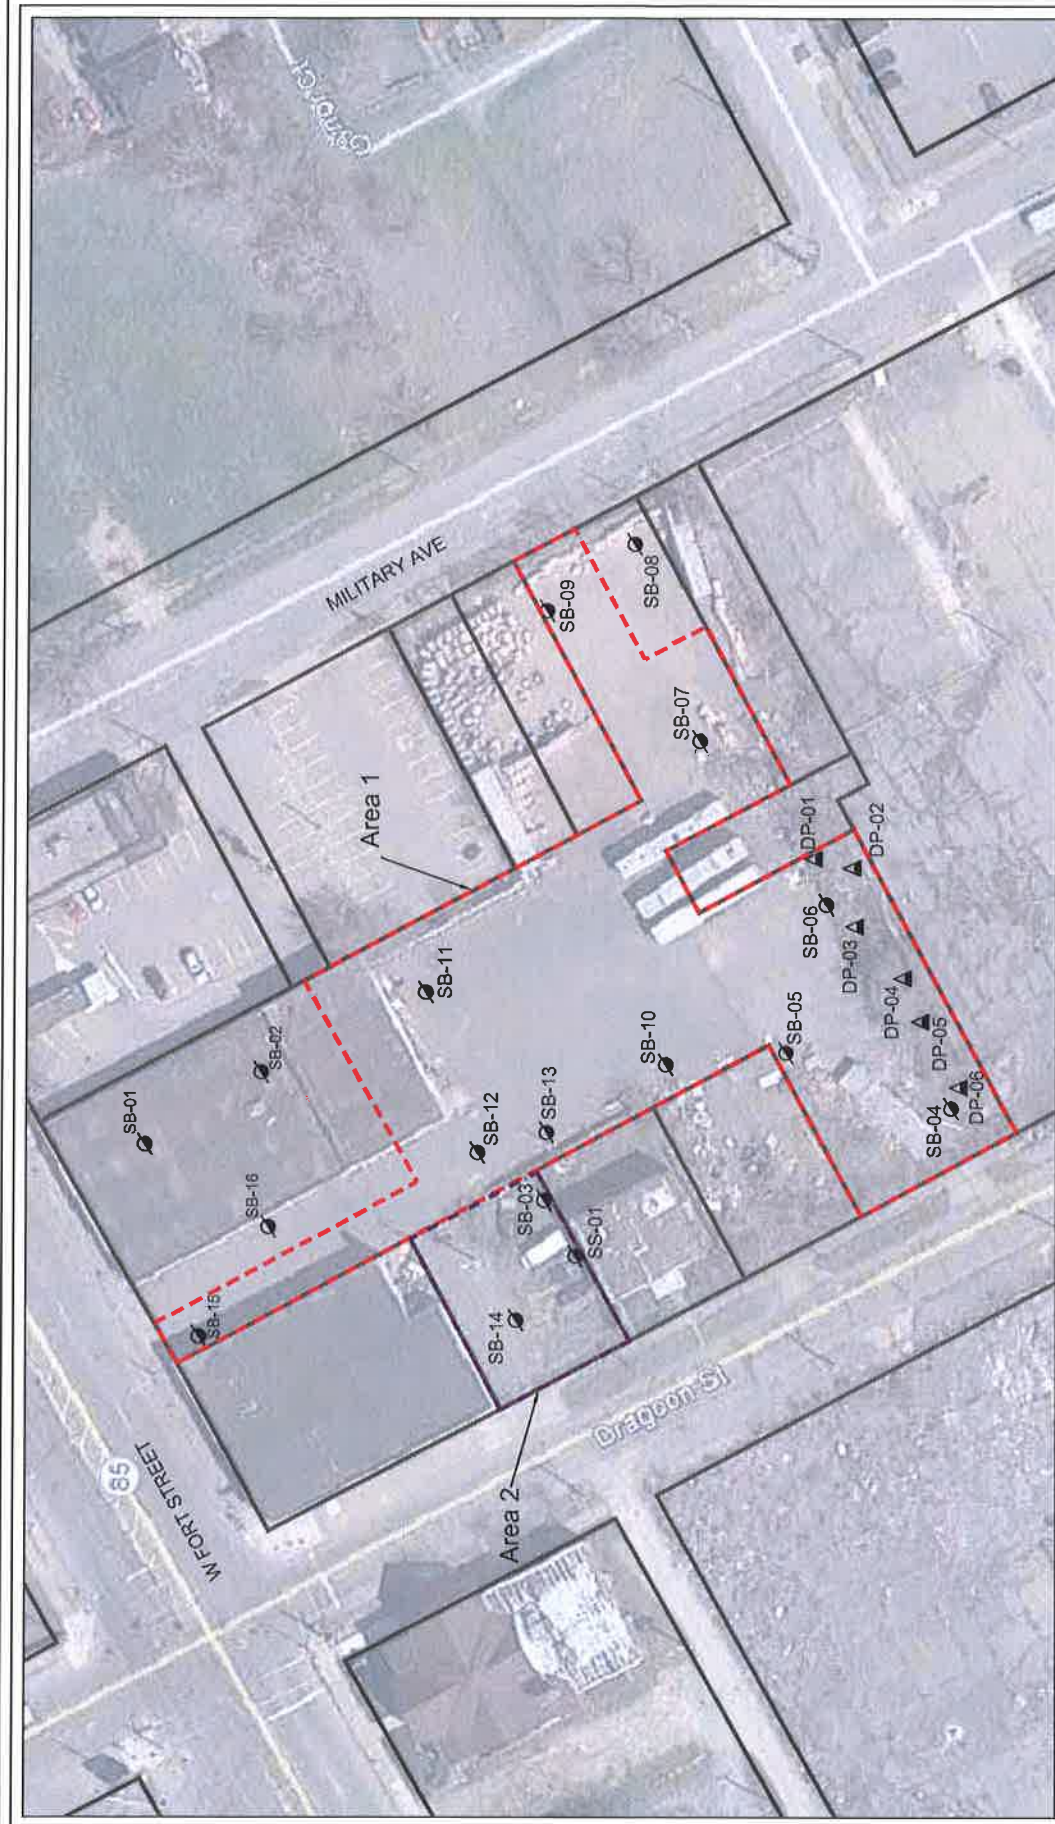 Candor Ct
MILITARY AVE
SB-09
SB-08
SB-07
Area 1
DP-01
DP-02
SB-06
DP-03
SB-11
DP-04
SB-02
SB-10
SB-05
DP-05
SB-01
SB-12
SB-13
SB-04
DP-06
SB-16
SB-03
SS-01
SB-15
SB-14
Dragoon St
W FORT STREET
85
Area 2